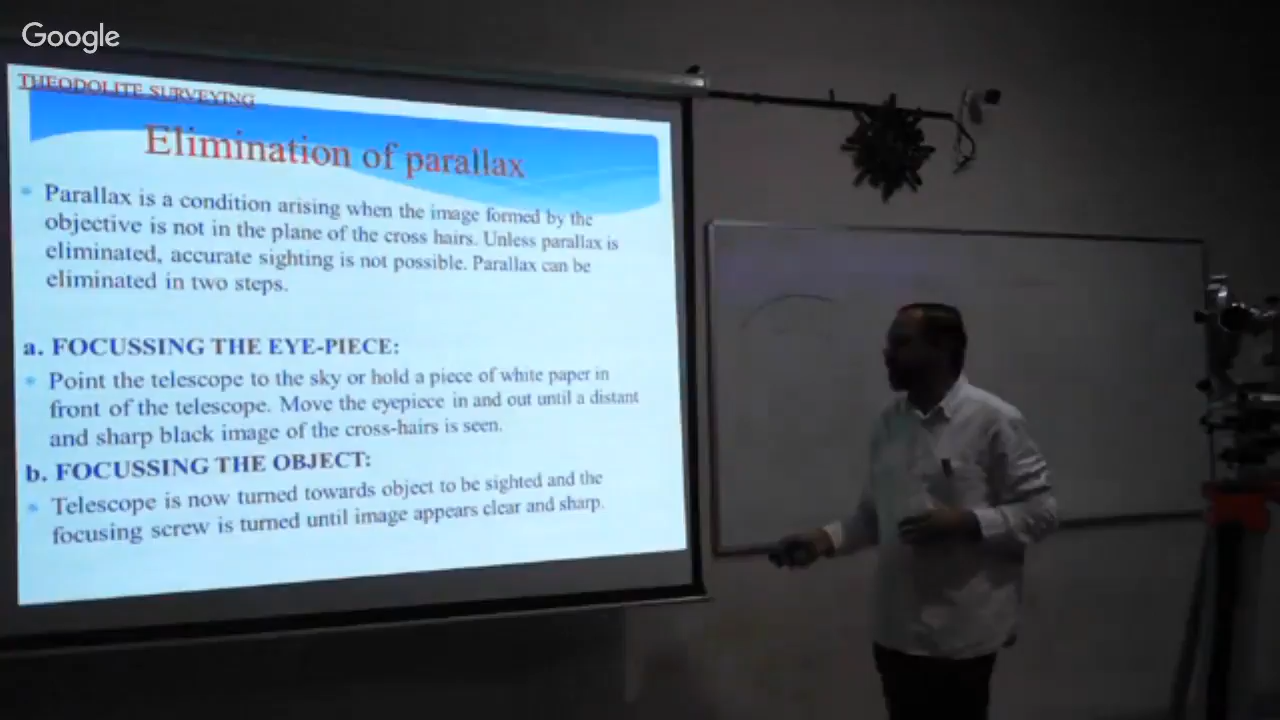 Google
THEODOLITE SURVEYING
Elimination of parallax
Parallax is a condition arising when the image formed by the
objective is not in the plane of the cross hairs. Unless parallax is
eliminated, accurate sighting is not possible. Parallax can be
eliminated in two steps.
a. FOCUSSING THE EYE-PIECE:
Point the telescope to the sky or hold a piece of white paper in
front of the telescope. Move the eyepiece in and out until a distant
and sharp black image of the cross-hairs is seen.
b. FOCUSSING THE OBJECT:
Telescope is now turned towards object to be sighted and the
focusing screw is turned until image appears clear and sharp.